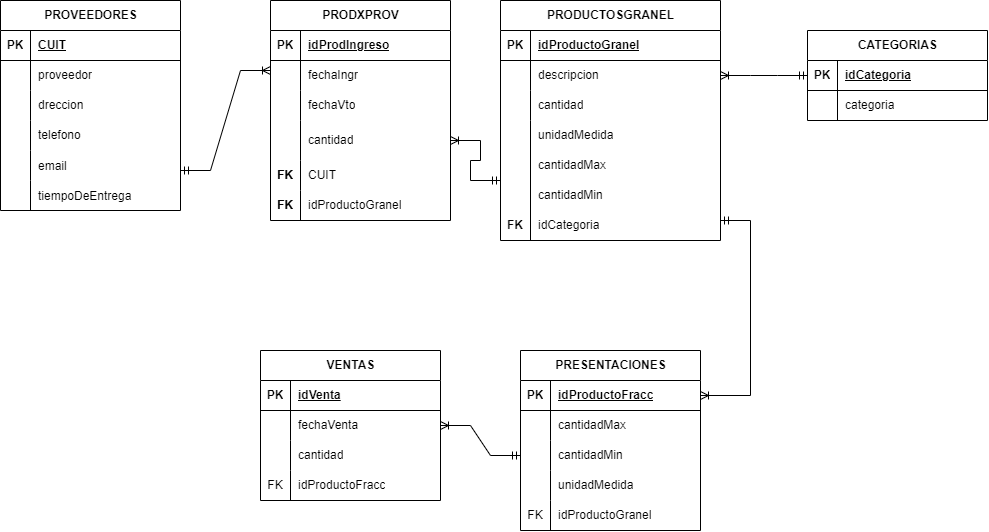 PROVEEDORES
PK CUIT
proveedor
dreccion
telefono
email
tiempoDeEntrega
PRODXPROV
PK idProdIngreso
fechaIngr
fechaVto
cantidad
FK CUIT
FK idProductoGranel
PRODUCTOSGRANEL
PK idProductoGranel
descripcion
cantidad
unidadMedida
cantidadMax
cantidadMin
FK idCategoria
CATEGORIAS
PK idCategoria
categoria
VENTAS
PK idVenta
fechaVenta
cantidad
FK idProductoFracc
PRESENTACIONES
PK idProductoFracc
cantidadMax
cantidadMin
unidadMedida
FK idProductoGranel